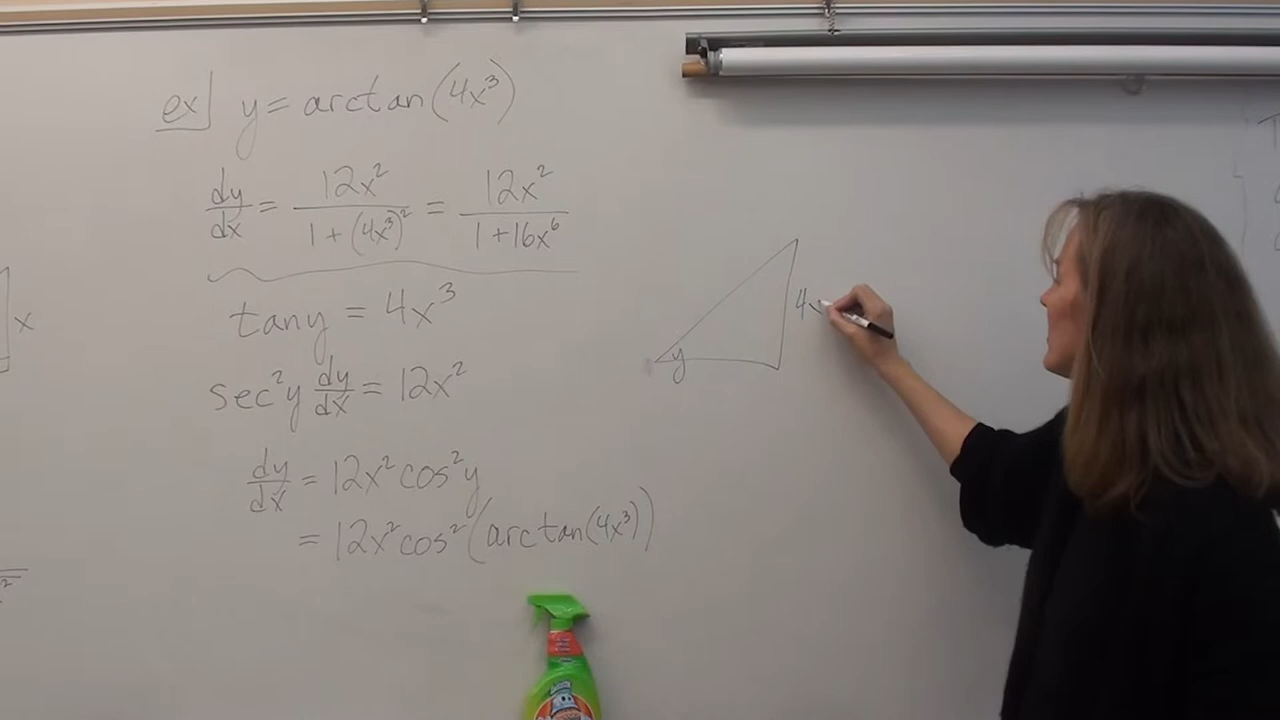 ex] y = arctan(4x³)
dy/dx = 12x²/(1 + (4x³)²) = 12x²/(1+16x⁶)
tany = 4x³
sec²y dy/dx = 12x²
dy/dx = 12x² cos²y
= 12x² cos²(arctan(4x³))
y
4x
x